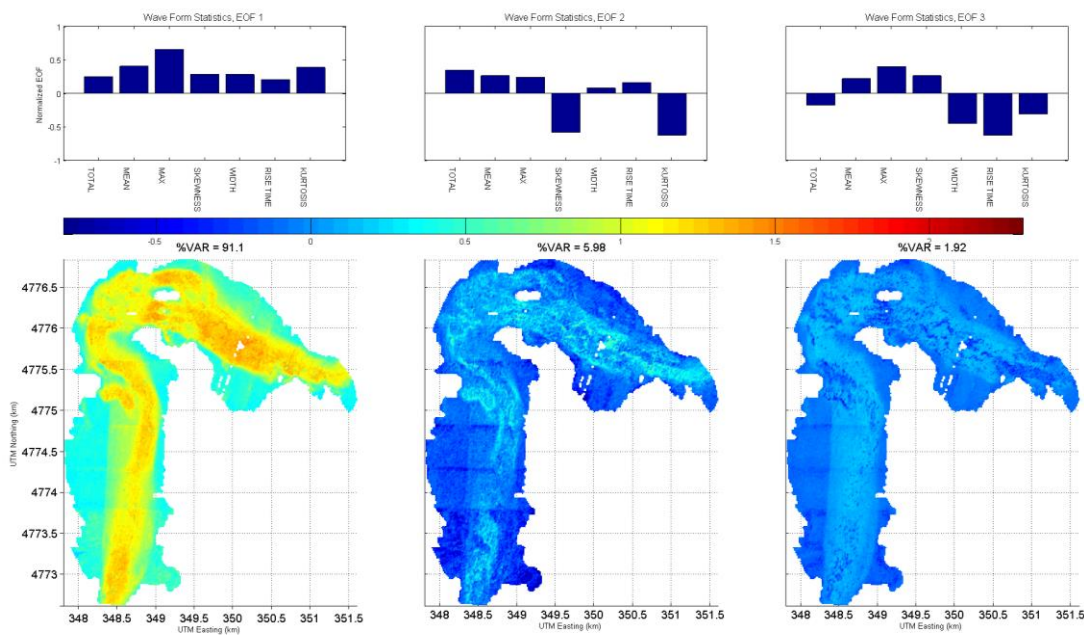 Wave Form Statistics, EOF 1
Wave Form Statistics, EOF 2
Wave Form Statistics, EOF 3
Normalized EOF
1
0.5
0
-0.5
-1
TOTAL
MEAN
MAX
SKEWNESS
WIDTH
RISE TIME
KURTOSIS
TOTAL
MEAN
MAX
SKEWNESS
WIDTH
RISE TIME
KURTOSIS
TOTAL
MEAN
MAX
SKEWNESS
WIDTH
RISE TIME
KURTOSIS
-0.5 0 0.5 1 1.5 2
%VAR = 91.1
%VAR = 5.98
%VAR = 1.92
UTM Northing (km)
4776.5
4776
4775.5
4775
4774.5
4774
4773.5
4773
348 348.5 349 349.5 350 350.5 351 351.5
348 348.5 349 349.5 350 350.5 351 351.5
348 348.5 349 349.5 350 350.5 351 351.5
UTM Easting (km)
UTM Easting (km)
UTM Easting (km)